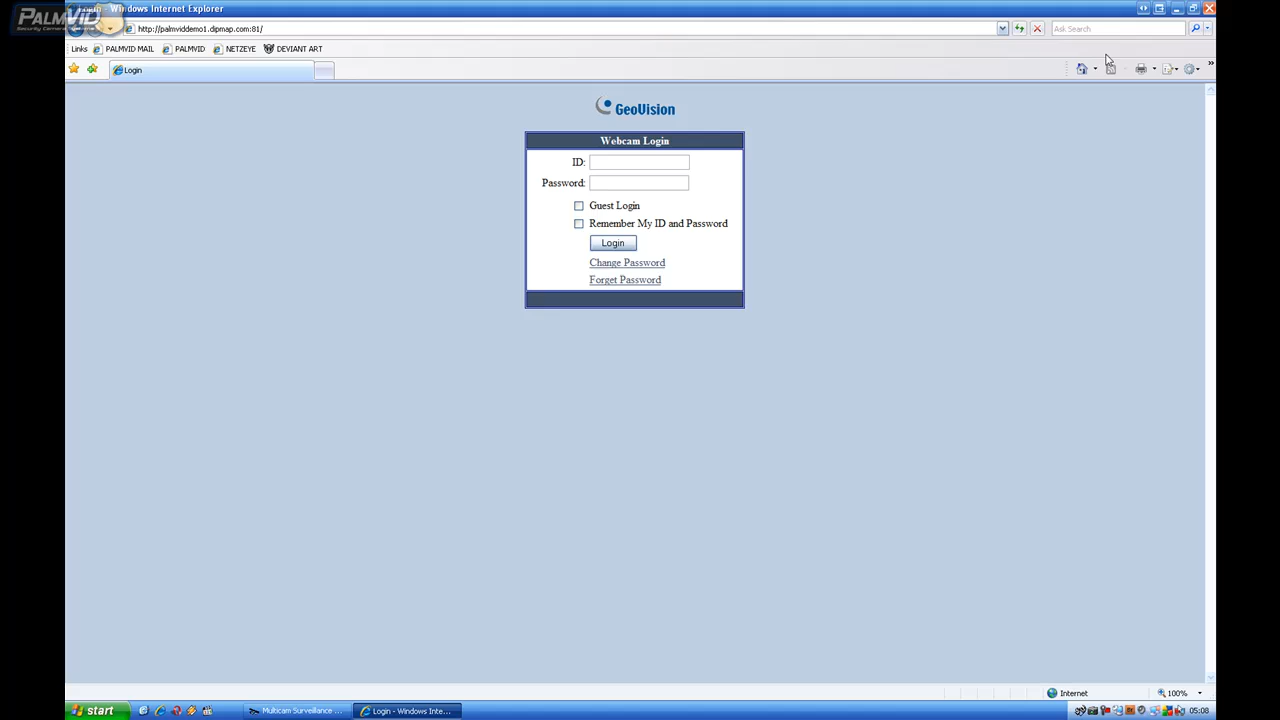 Login - Windows Internet Explorer
PALMVID
Security Camera
http://palmviddemo1.dipmap.com:81/
Ask Search
Links PALMVID MAIL PALMVID NETZEYE DEVIANT ART
Login
GeoVision
Webcam Login
ID:
Password:
Guest Login
Remember My ID and Password
Login
Change Password
Forget Password
Internet 100%
start Multicam Surveillance ... Login - Windows Inte... 05:08